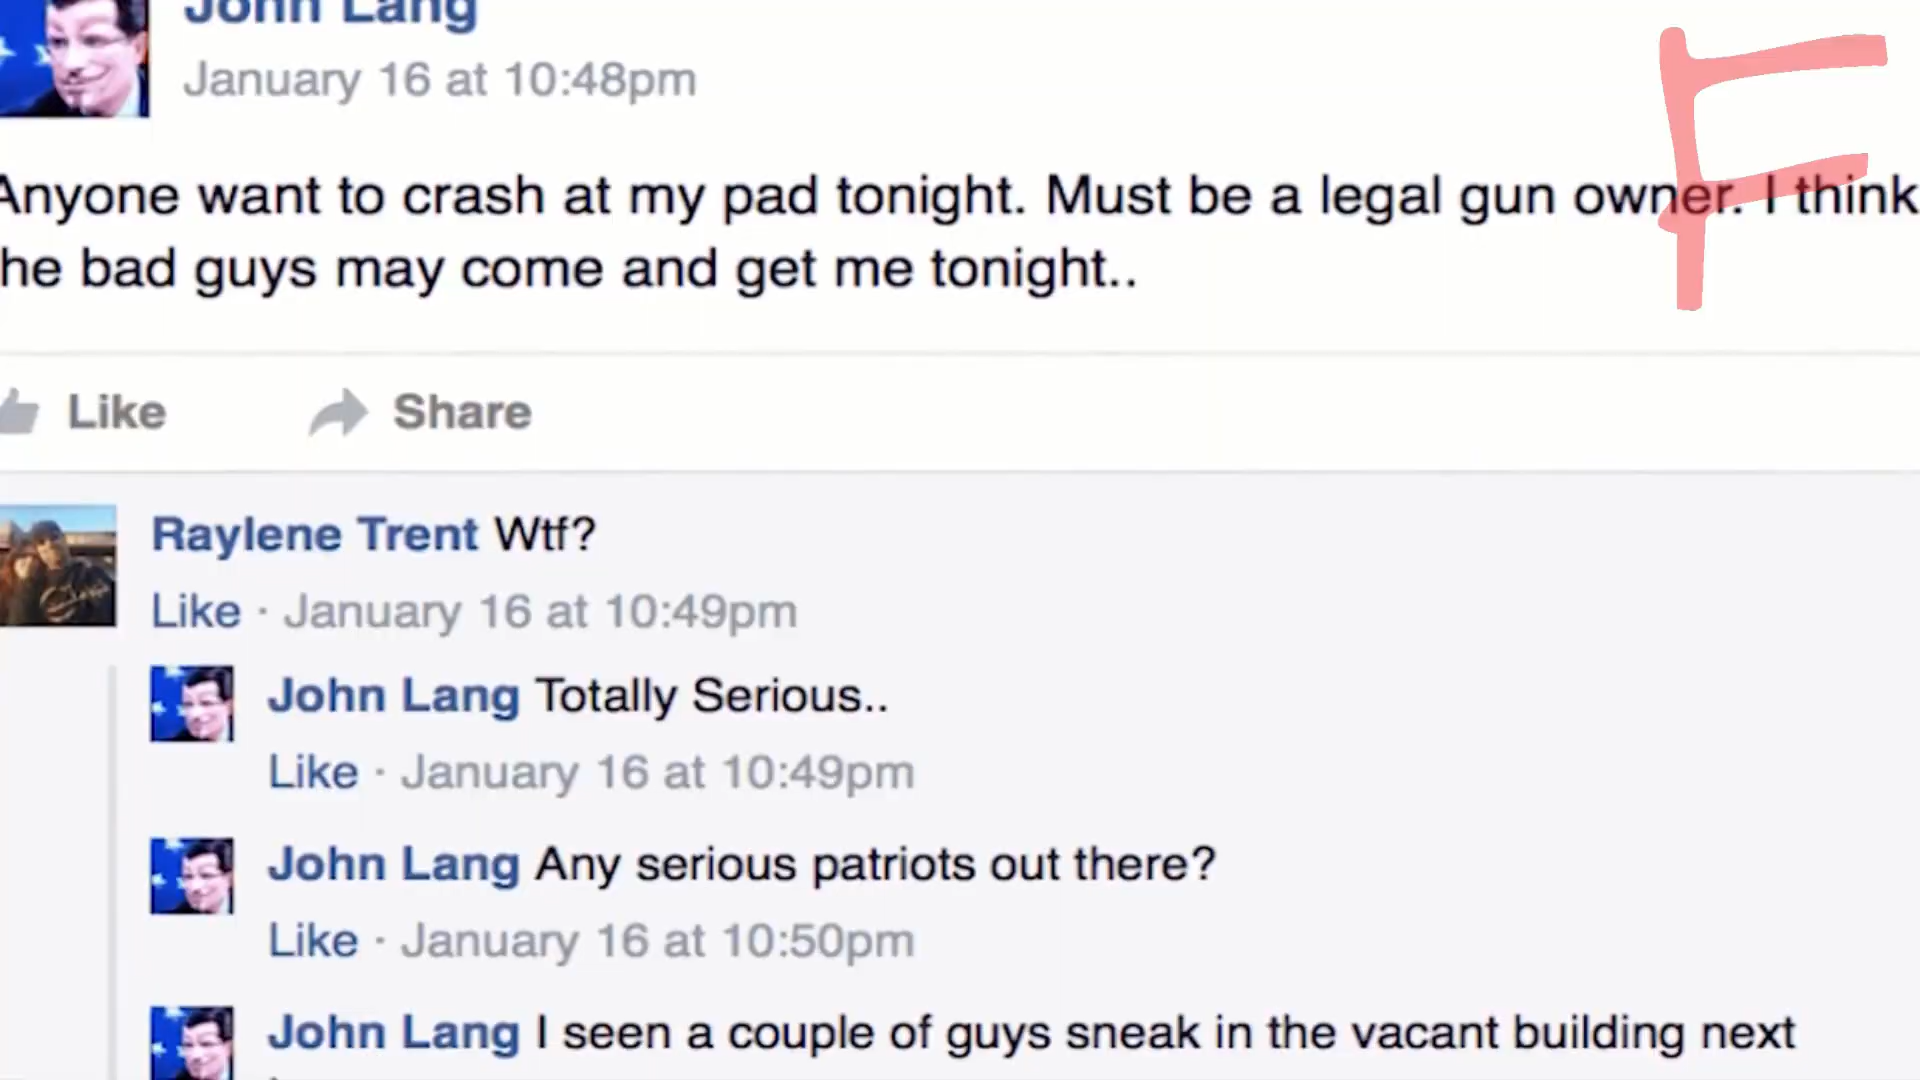 John Lang
January 16 at 10:48pm
Anyone want to crash at my pad tonight. Must be a legal gun owner. I think
he bad guys may come and get me tonight..
Like Share
Raylene Trent Wtf?
Like · January 16 at 10:49pm
John Lang Totally Serious..
Like · January 16 at 10:49pm
John Lang Any serious patriots out there?
Like · January 16 at 10:50pm
John Lang I seen a couple of guys sneak in the vacant building next
F